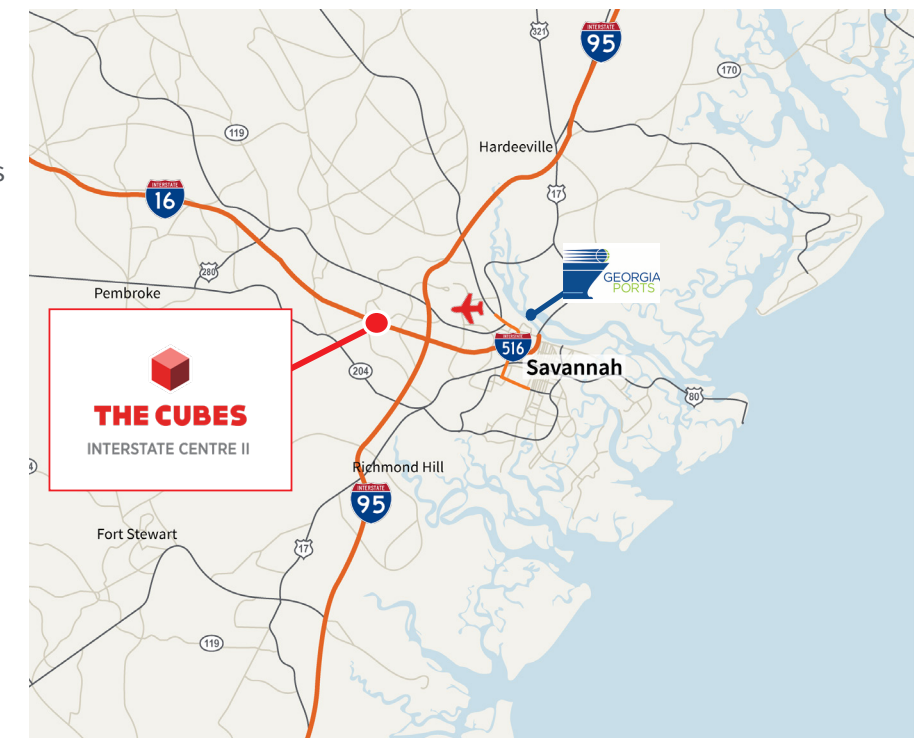 321
INTERSTATE
95
170
119
Hardeeville
S
INTERSTATE
16
17
GEORGIA
PORTS
280
Pembroke
INTERSTATE
516
Savannah
204
80
THE CUBES
INTERSTATE CENTRE II
Richmond Hill
INTERSTATE
95
Fort Stewart
17
119